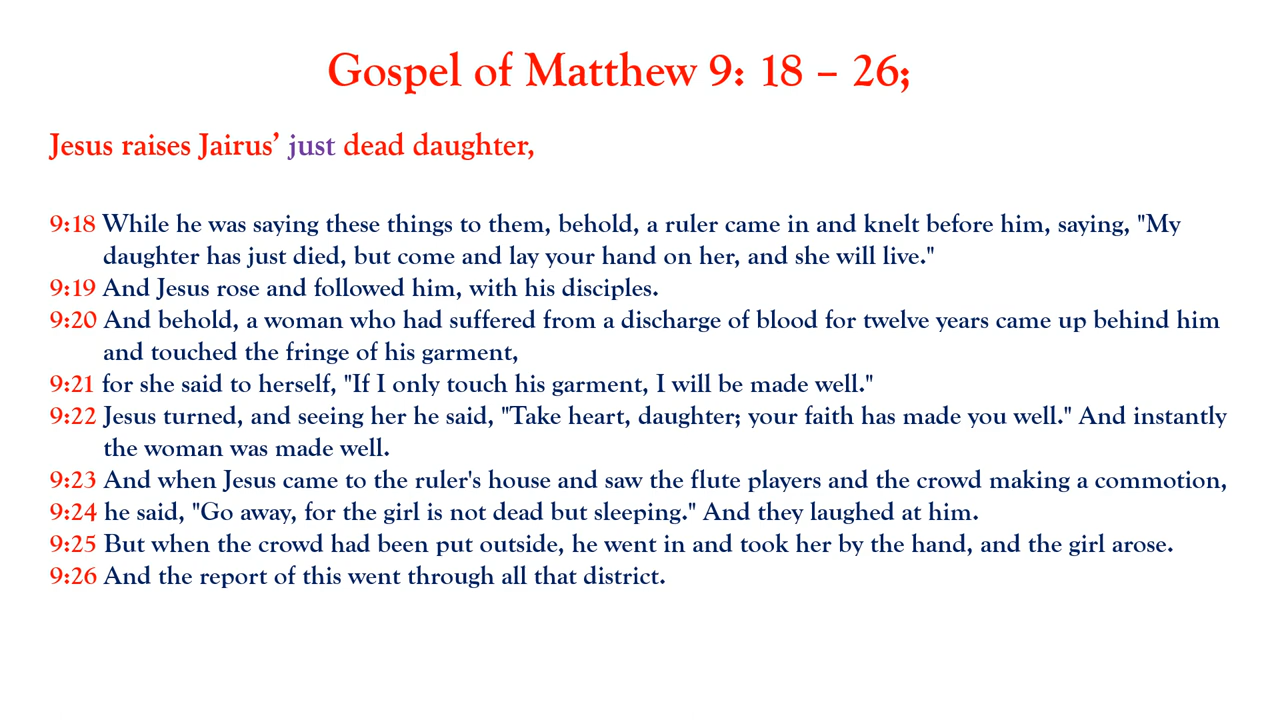 Gospel of Matthew 9: 18 – 26;
Jesus raises Jairus’ just dead daughter,
9:18 While he was saying these things to them, behold, a ruler came in and knelt before him, saying, "My
daughter has just died, but come and lay your hand on her, and she will live."
9:19 And Jesus rose and followed him, with his disciples.
9:20 And behold, a woman who had suffered from a discharge of blood for twelve years came up behind him
and touched the fringe of his garment,
9:21 for she said to herself, "If I only touch his garment, I will be made well."
9:22 Jesus turned, and seeing her he said, "Take heart, daughter; your faith has made you well." And instantly
the woman was made well.
9:23 And when Jesus came to the ruler's house and saw the flute players and the crowd making a commotion,
9:24 he said, "Go away, for the girl is not dead but sleeping." And they laughed at him.
9:25 But when the crowd had been put outside, he went in and took her by the hand, and the girl arose.
9:26 And the report of this went through all that district.